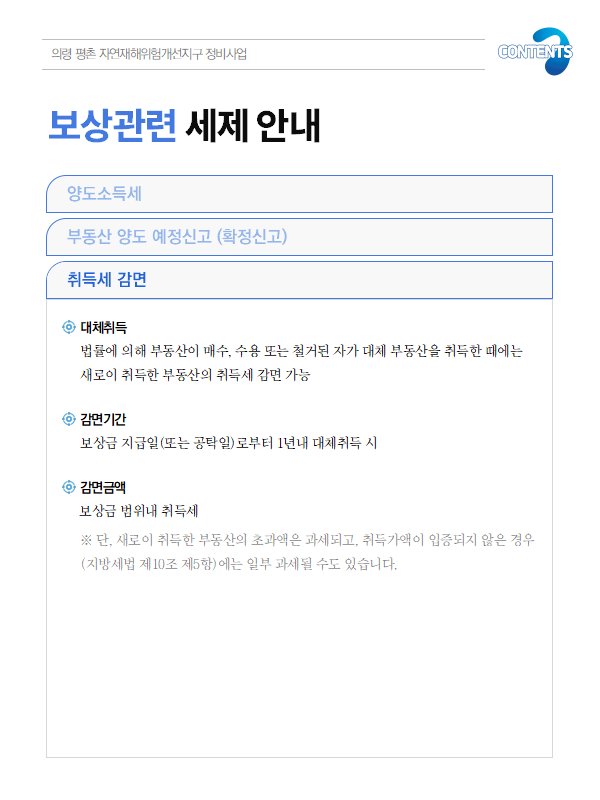 의령 평촌 자연재해위험개선지구 정비사업
CONTENTS
보상관련 세제 안내
양도소득세
부동산 양도 예정신고 (확정신고)
취득세 감면
대체취득
법률에 의해 부동산이 매수, 수용 또는 철거된 자가 대체 부동산을 취득한 때에는
새로이 취득한 부동산의 취득세 감면 가능
감면기간
보상금 지급일(또는 공탁일)로부터 1년내 대체취득 시
감면금액
보상금 범위내 취득세
※ 단, 새로이 취득한 부동산의 초과액은 과세되고, 취득가액이 입증되지 않은 경우
(지방세법 제10조 제5항)에는 일부 과세될 수도 있습니다.